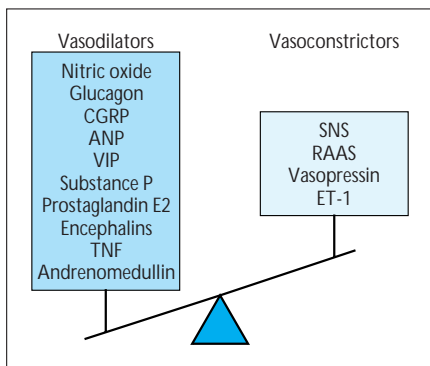 Vasodilators
Nitric oxide
Glucagon
CGRP
ANP
VIP
Substance P
Prostaglandin E2
Encephalins
TNF
Andrenomedullin
Vasoconstrictors
SNS
RAAS
Vasopressin
ET-1